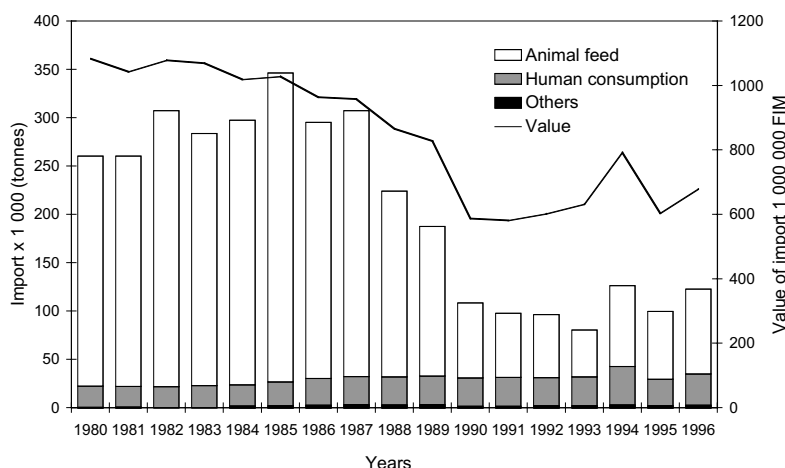 400
350
300
250
200
150
100
50
0
Import x 1 000 (tonnes)
1200
1000
800
600
400
200
0
Value of import 1 000 000 FIM
Animal feed
Human consumption
Others
Value
1980 1981 1982 1983 1984 1985 1986 1987 1988 1989 1990 1991 1992 1993 1994 1995 1996
Years